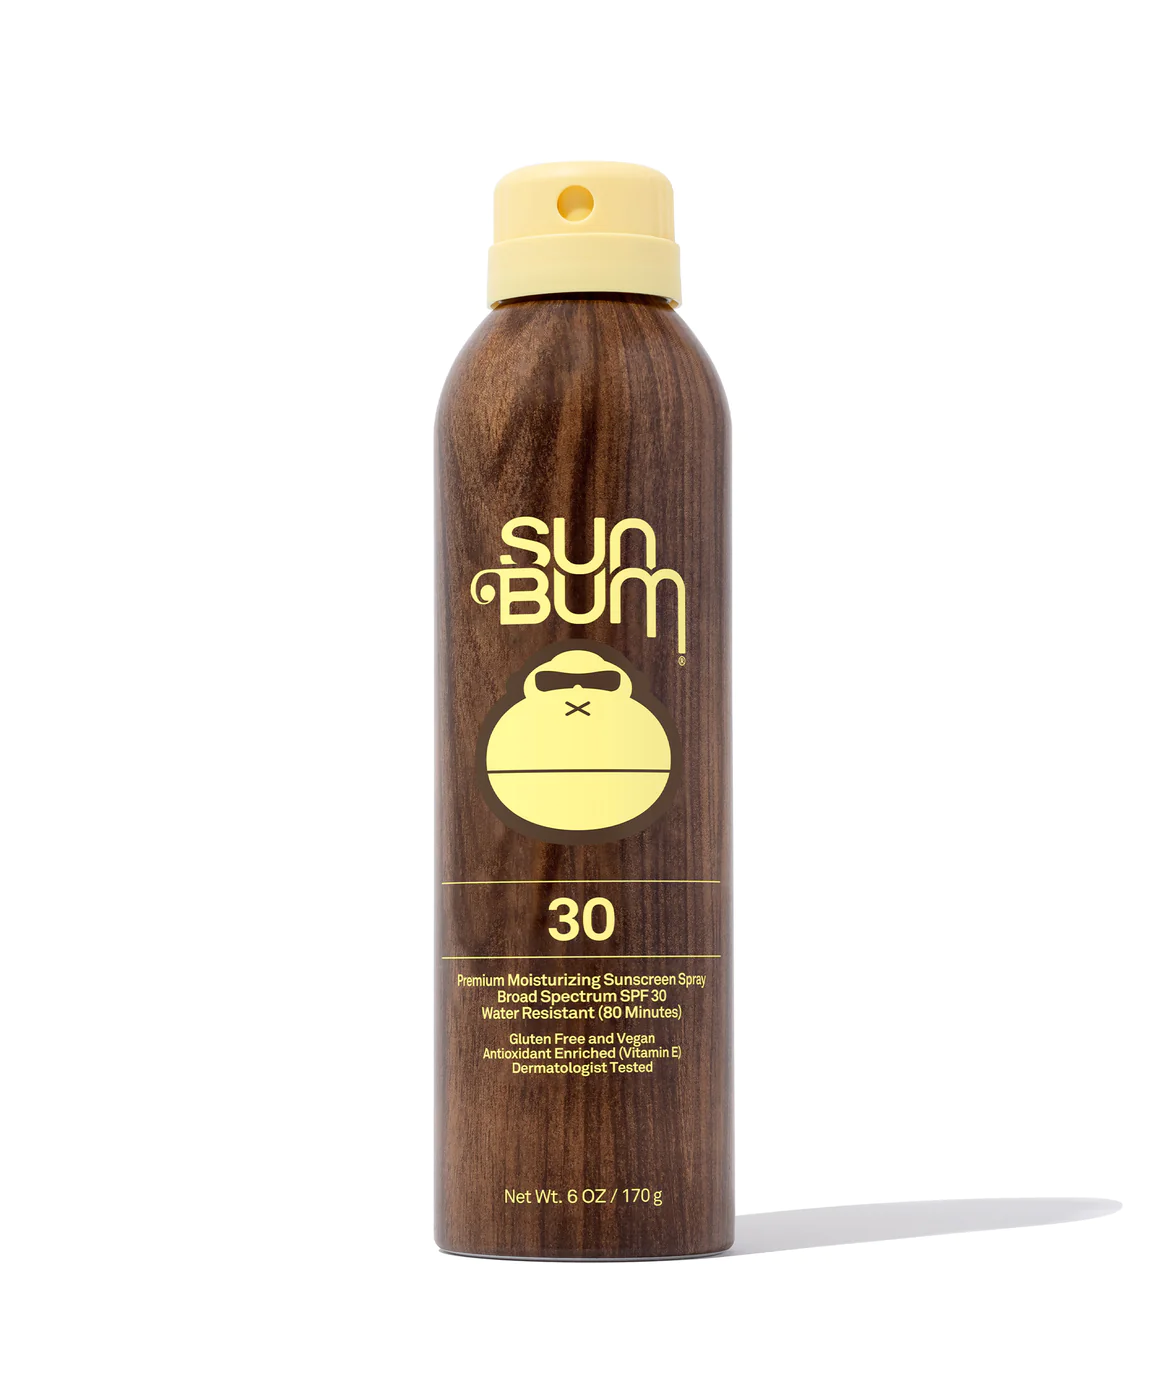 sun
BUM
®
30
Premium Moisturizing Sunscreen Spray
Broad Spectrum SPF 30
Water Resistant (80 Minutes)
Gluten Free and Vegan
Antioxidant Enriched (Vitamin E)
Dermatologist Tested
Net Wt. 6 OZ / 170 g